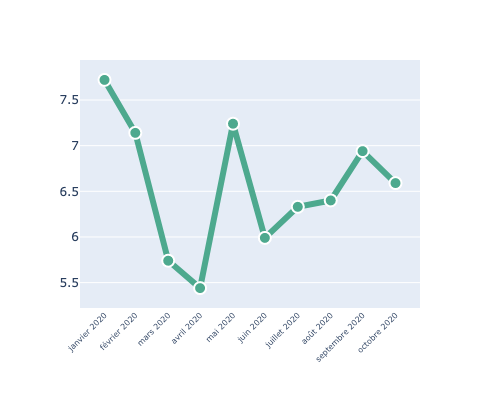 7.5
7
6.5
6
5.5
janvier 2020
février 2020
mars 2020
avril 2020
mai 2020
juin 2020
juillet 2020
août 2020
septembre 2020
octobre 2020